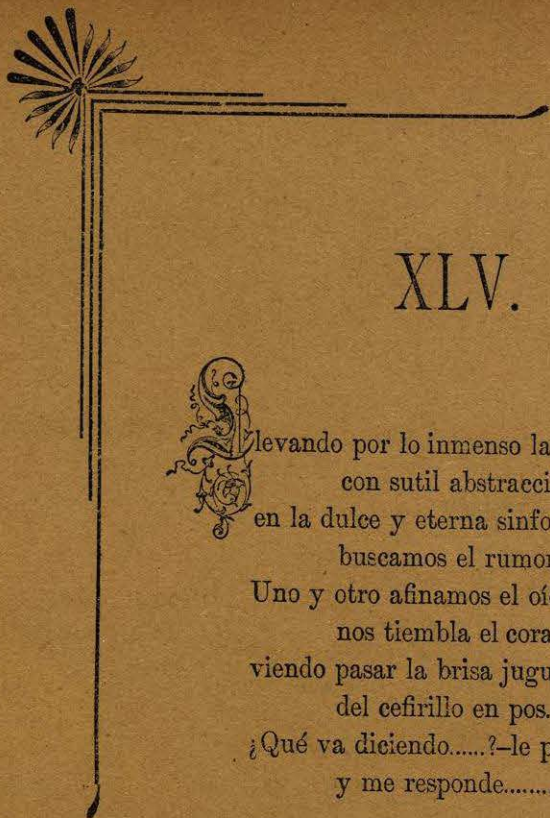 XLV.
Llevando por lo inmenso la
con sutil abstracci
en la dulce y eterna sinfo
buscamos el rumor
Uno y otro afinamos el oí
nos tiembla el cora
viendo pasar la brisa jugu
del cefirillo en pos.
¿Qué va diciendo......?–le p
y me responde.......